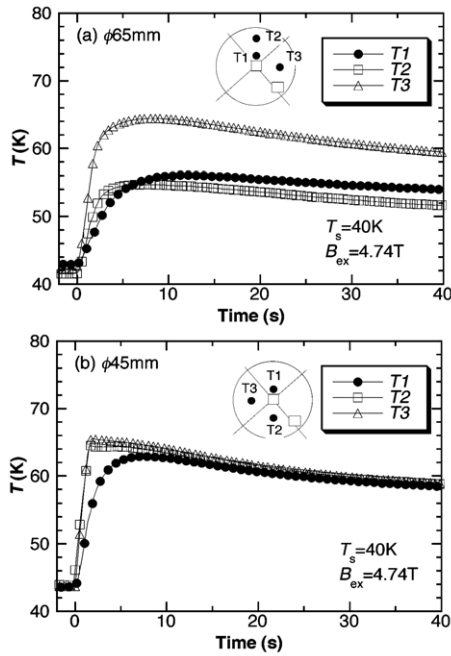 (a) ϕ65mm
T2
T1
T3
T1
T2
T3
80
70
60
50
40
T (K)
Tₛ=40K
Bₑₓ=4.74T
0 10 20 30 40
Time (s)
(b) ϕ45mm
T1
T3
T2
T1
T2
T3
80
70
60
50
40
T (K)
Tₛ=40K
Bₑₓ=4.74T
0 10 20 30 40
Time (s)